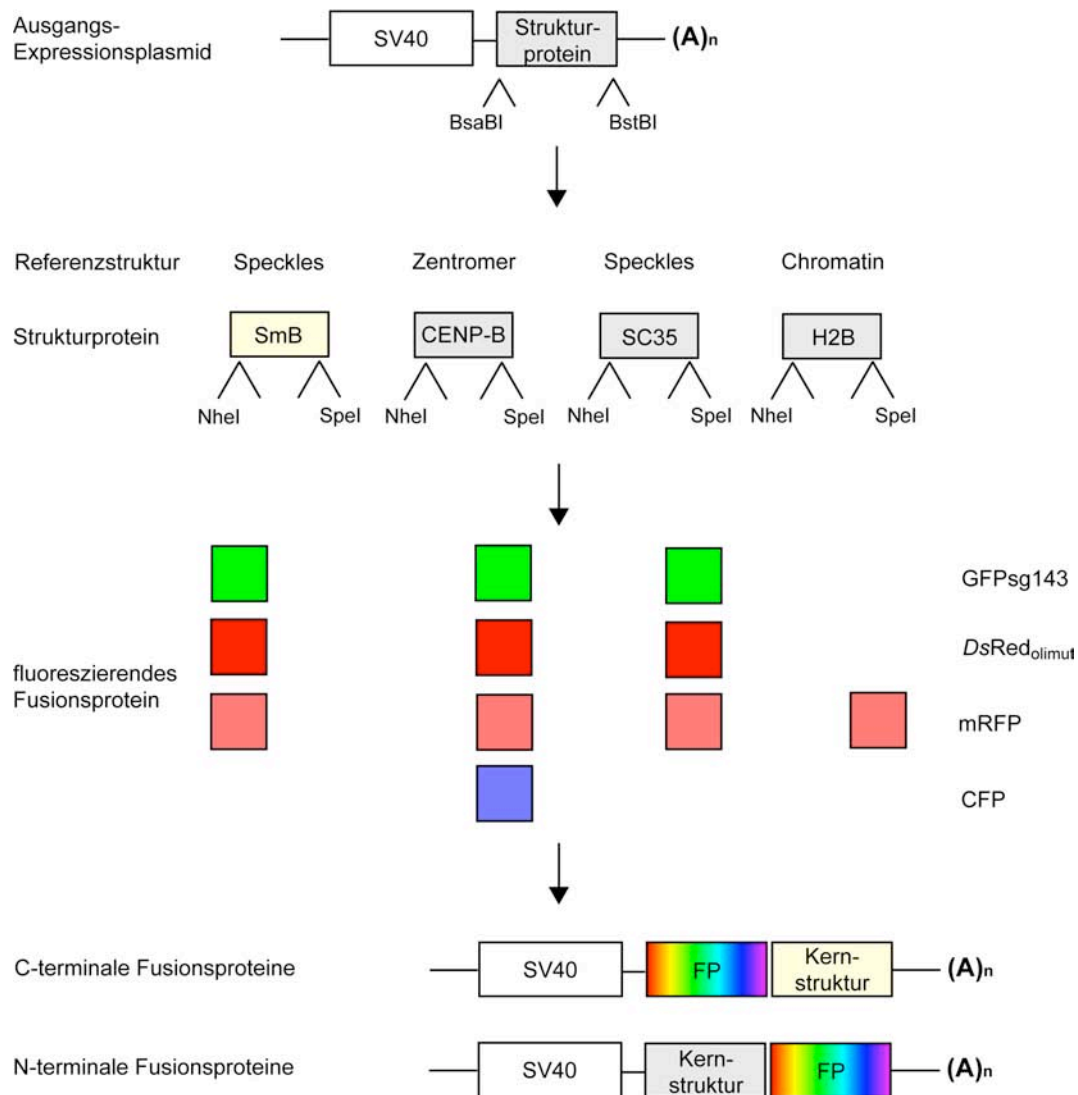 Ausgangs-
Expressionsplasmid
SV40
Struktur-
protein
(A)n
BsaBI
BstBI
Referenzstruktur Speckles Zentromer Speckles Chromatin
Strukturprotein SmB CENP-B SC35 H2B
NheI SpeI NheI SpeI NheI SpeI NheI SpeI
GFPsg143
DsRedolimut
fluoreszierendes
Fusionsprotein
mRFP
CFP
C-terminale Fusionsproteine SV40 FP Kern-
struktur
(A)n
N-terminale Fusionsproteine SV40 Kern-
struktur
FP (A)n